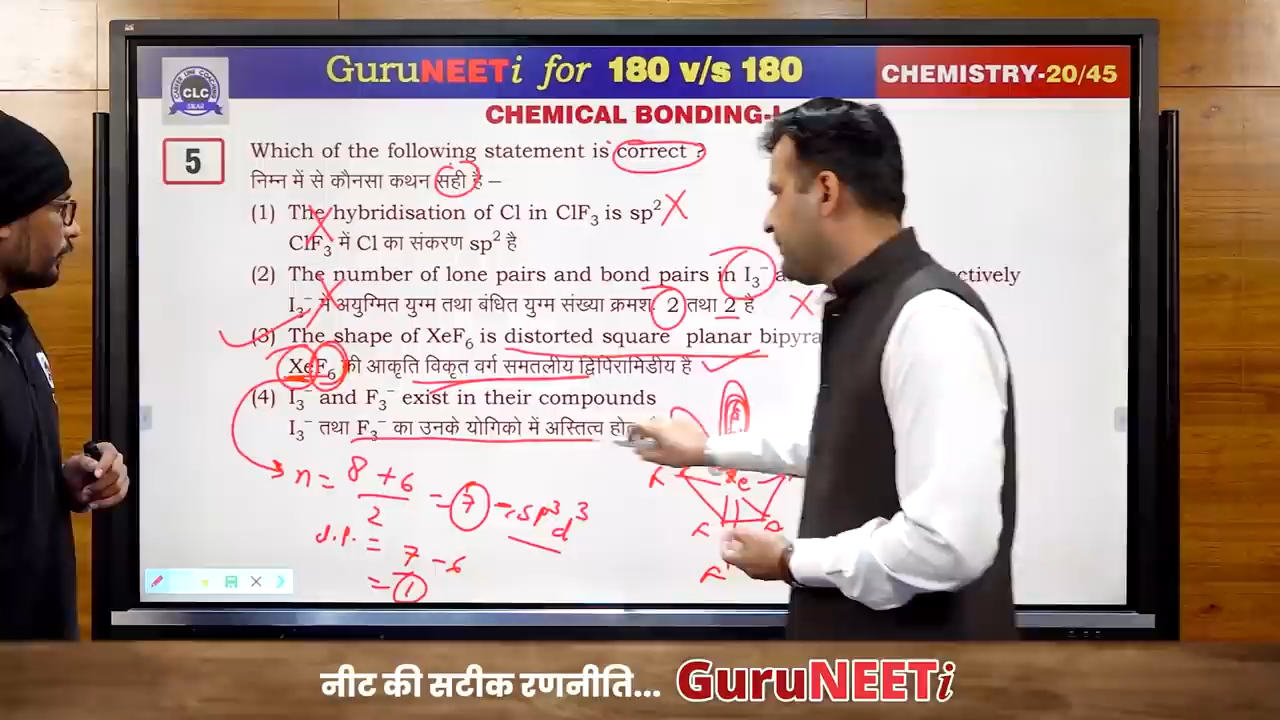 GuruNEETi for 180 v/s 180
CHEMISTRY-20/45
CLC
CHEMICAL BONDING-I
5
Which of the following statement is correct ?
निम्न में से कौनसा कथन सही है –
(1) The hybridisation of Cl in ClF₃ is sp²
ClF₃ में Cl का संकरण sp² है
(2) The number of lone pairs and bond pairs in I₃⁻
I₃⁻ में अयुग्मित युग्म तथा बंधित युग्म संख्या क्रमश: 2 तथा 2 है
(3) The shape of XeF₆ is distorted square planar
XeF₆ की आकृति विकृत वर्ग समतलीय द्विपिरामिडीय है
(4) I₃⁻ and F₃⁻ exist in their compounds
I₃⁻ तथा F₃⁻ का उनके योगिको में अस्तित्व
n = 8 + 6
2
= 7 = sp³d³
= 7 - 6
= 1
Xe
F
F
नीट की सटीक रणनीति... GuruNEETi